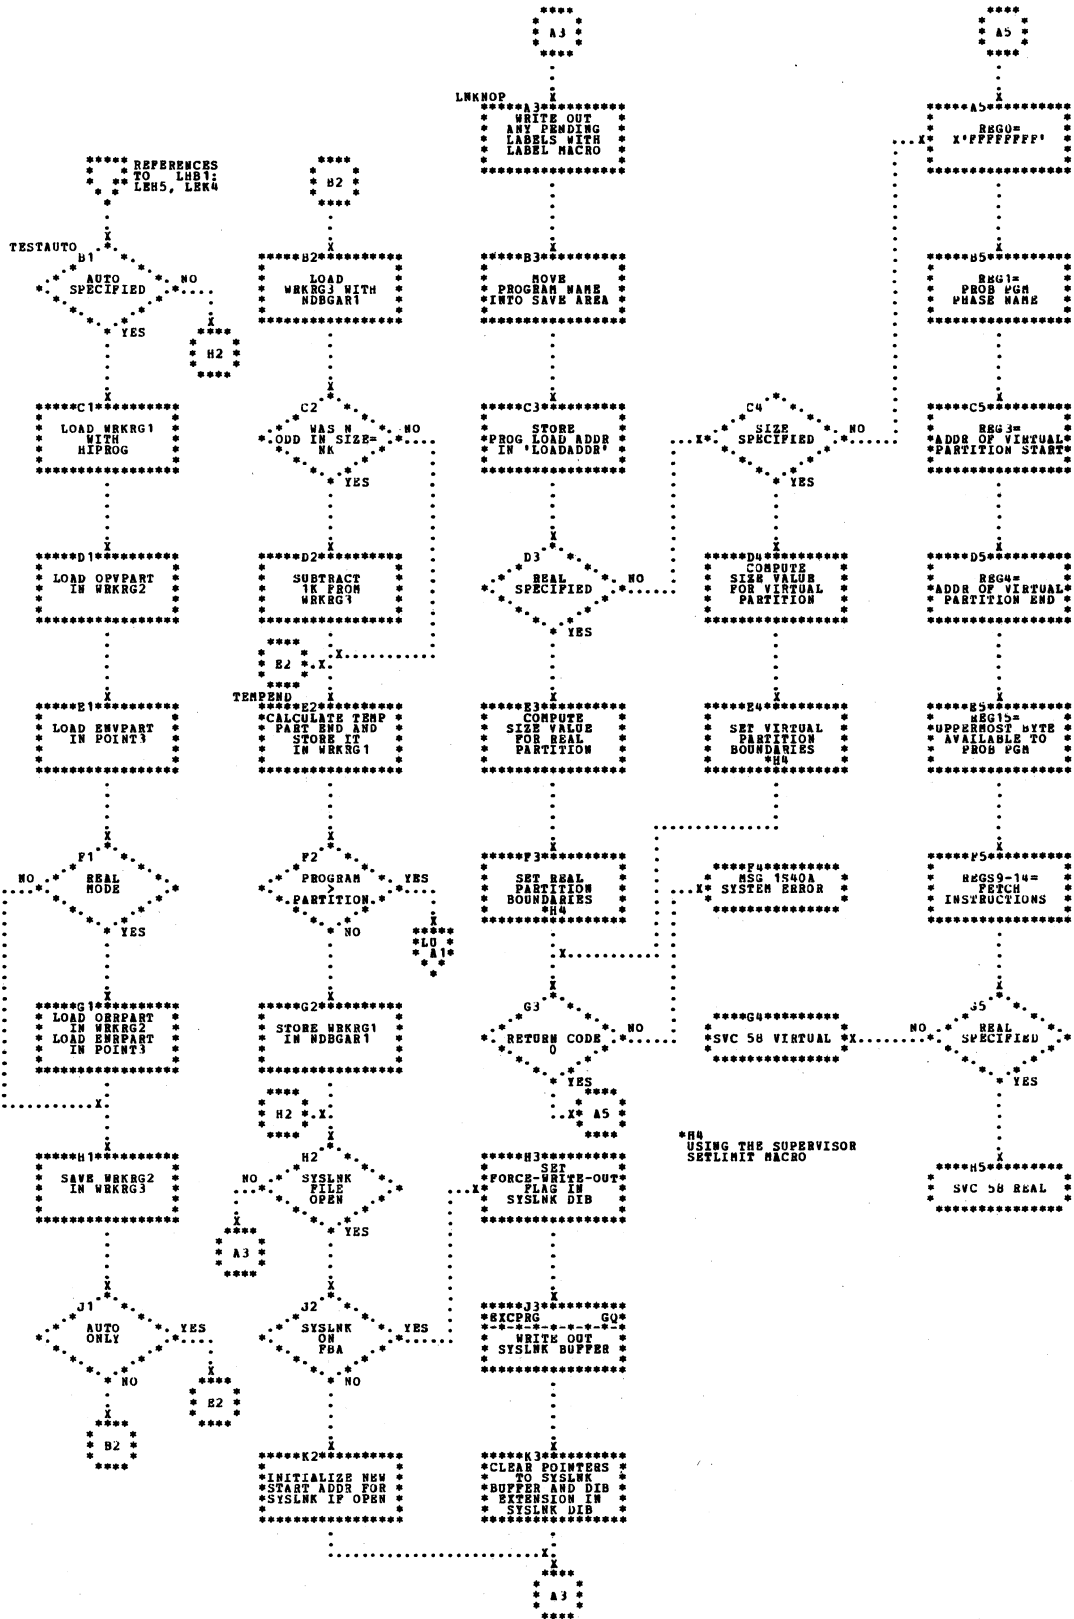 A3
A5
LNKNOP
A3
WRITE OUT
ANY PENDING
LABELS WITH
LABEL MACRO
A5
REG0=
X'FFFFFFFF'
REFERENCES
TO LHB1:
LEH5, LEK4
B2
TESTAUTO
B1
AUTO
SPECIFIED
NO
YES
H2
B2
LOAD
WRKRG3 WITH
NDBGAR1
B3
MOVE
PROGRAM NAME
INTO SAVE AREA
B5
REG1=
PROB PGM
PHASE NAME
C1
LOAD WRKRG1
WITH
HIPROG
C2
WAS N
ODD IN SIZE=
NK
NO
YES
C3
STORE
PROG LOAD ADDR
IN 'LOADADDR'
C4
SIZE
SPECIFIED
NO
YES
C5
REG3=
ADDR OF VIRTUAL
PARTITION START
D1
LOAD OPVPART
IN WRKRG2
D2
SUBTRACT
1K FROM
WRKRG3
D3
REAL
SPECIFIED
NO
YES
D4
COMPUTE
SIZE VALUE
FOR VIRTUAL
PARTITION
D5
REG4=
ADDR OF VIRTUAL
PARTITION END
E2
TEMPEND
E1
LOAD ENVPART
IN POINT3
E2
CALCULATE TEMP
PART END AND
STORE IT
IN WRKRG1
E3
COMPUTE
SIZE VALUE
FOR REAL
PARTITION
E4
SET VIRTUAL
PARTITION
BOUNDARIES
*H4
E5
REG15=
UPPERMOST BYTE
AVAILABLE TO
PROB PGM
F1
REAL
MODE
NO
YES
F2
PROGRAM
>
PARTITION
YES
NO
LU
A1
F3
SET REAL
PARTITION
BOUNDARIES
*H4
F4
MSG 1S40A
SYSTEM ERROR
F5
REGS9-14=
FETCH
INSTRUCTIONS
G1
LOAD ORRPART
IN WRKRG2
LOAD ENRPART
IN POINT3
G2
STORE WRKRG1
IN NDBGAR1
G3
RETURN CODE
0
NO
YES
G4
SVC 58 VIRTUAL
G5
REAL
SPECIFIED
NO
YES
H2
A5
*H4
USING THE SUPERVISOR
SETLIMIT MACRO
H1
SAVE WRKRG2
IN WRKRG3
H2
SYSLNK
FILE
OPEN
NO
YES
A3
H3
SET
FORCE-WRITE-OUT
FLAG IN
SYSLNK DIB
H5
SVC 58 REAL
J1
AUTO
ONLY
YES
NO
E2
B2
J2
SYSLNK
ON
FBA
YES
NO
J3
EXCPRG GQ
WRITE OUT
SYSLNK BUFFER
K2
INITIALIZE NEW
START ADDR FOR
SYSLNK IF OPEN
K3
CLEAR POINTERS
TO SYSLNK
BUFFER AND DIB
EXTENSION IN
SYSLNK DIB
A3